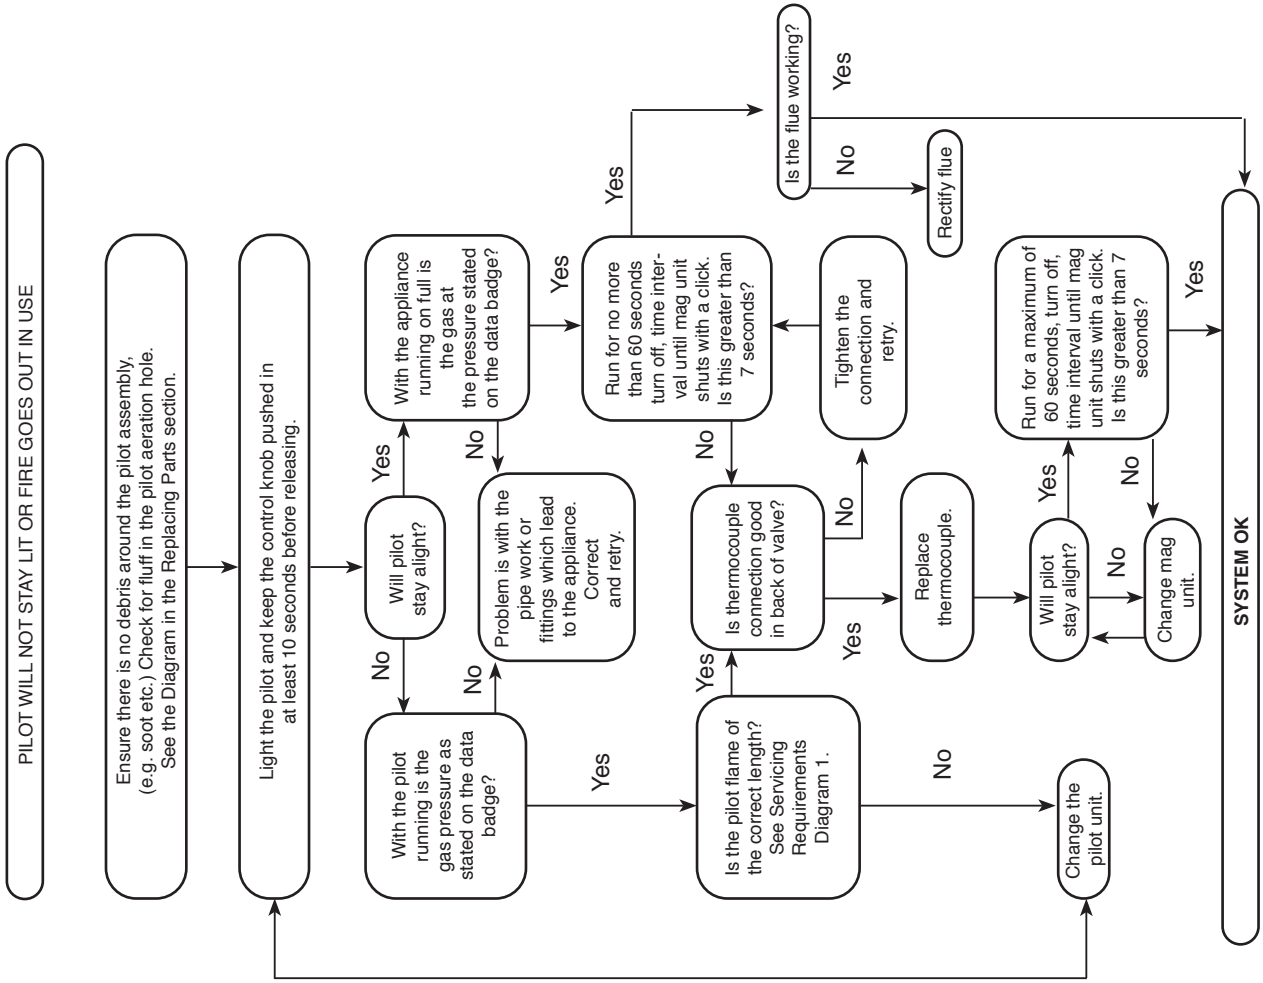 PILOT WILL NOT STAY LIT OR FIRE GOES OUT IN USE
Ensure there is no debris around the pilot assembly,
(e.g. soot etc.) Check for fluff in the pilot aeration hole.
See the Diagram in the Replacing Parts section.
Light the pilot and keep the control knob pushed in
at least 10 seconds before releasing.
Will pilot
stay alight?
No
Yes
With the pilot
running is the
gas pressure as
stated on the data
badge?
No
Problem is with the
pipe work or
fittings which lead
to the appliance.
Correct
and retry.
No
With the appliance
running on full is
the gas at
the pressure stated
on the data badge?
Yes
Yes
Is the pilot flame of
the correct length?
See Servicing
Requirements
Diagram 1.
Yes
Is thermocouple
connection good
in back of valve?
No
Run for no more
than 60 seconds
turn off, time inter-
val until mag unit
shuts with a click.
Is this greater than
7 seconds?
Yes
Is the flue working?
No
Yes
Rectify flue
No
Tighten the
connection and
retry.
Yes
Replace
thermocouple.
No
Change the
pilot unit.
Will pilot
stay alight?
Yes
Run for a maximum of
60 seconds, turn off,
time interval until mag
unit shuts with a click.
Is this greater than 7
seconds?
No
No
Change mag
unit.
Yes
SYSTEM OK